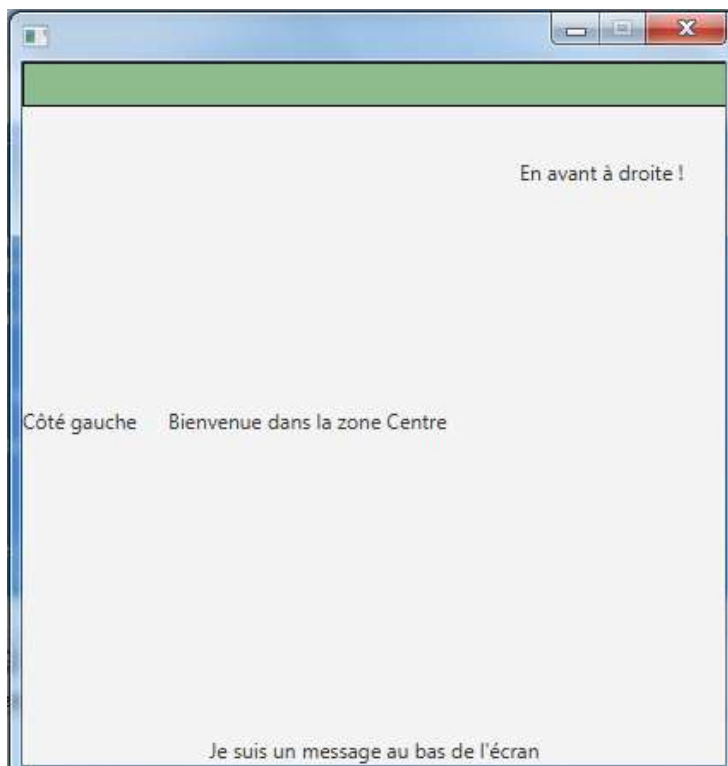 En avant à droite !
Côté gauche
Bienvenue dans la zone Centre
Je suis un message au bas de l'écran